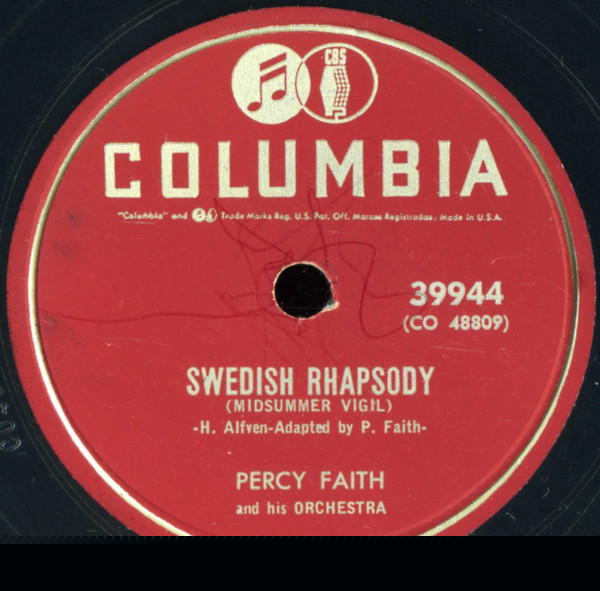 CBS
COLUMBIA
"Columbia" and Trade Marks Reg. U.S. Pat. Off. Marcas Registradas. Made in U.S.A.
39944
(CO 48809)
SWEDISH RHAPSODY
(MIDSUMMER VIGIL)
-H. Alfven-Adapted by P. Faith-
PERCY FAITH
and his ORCHESTRA